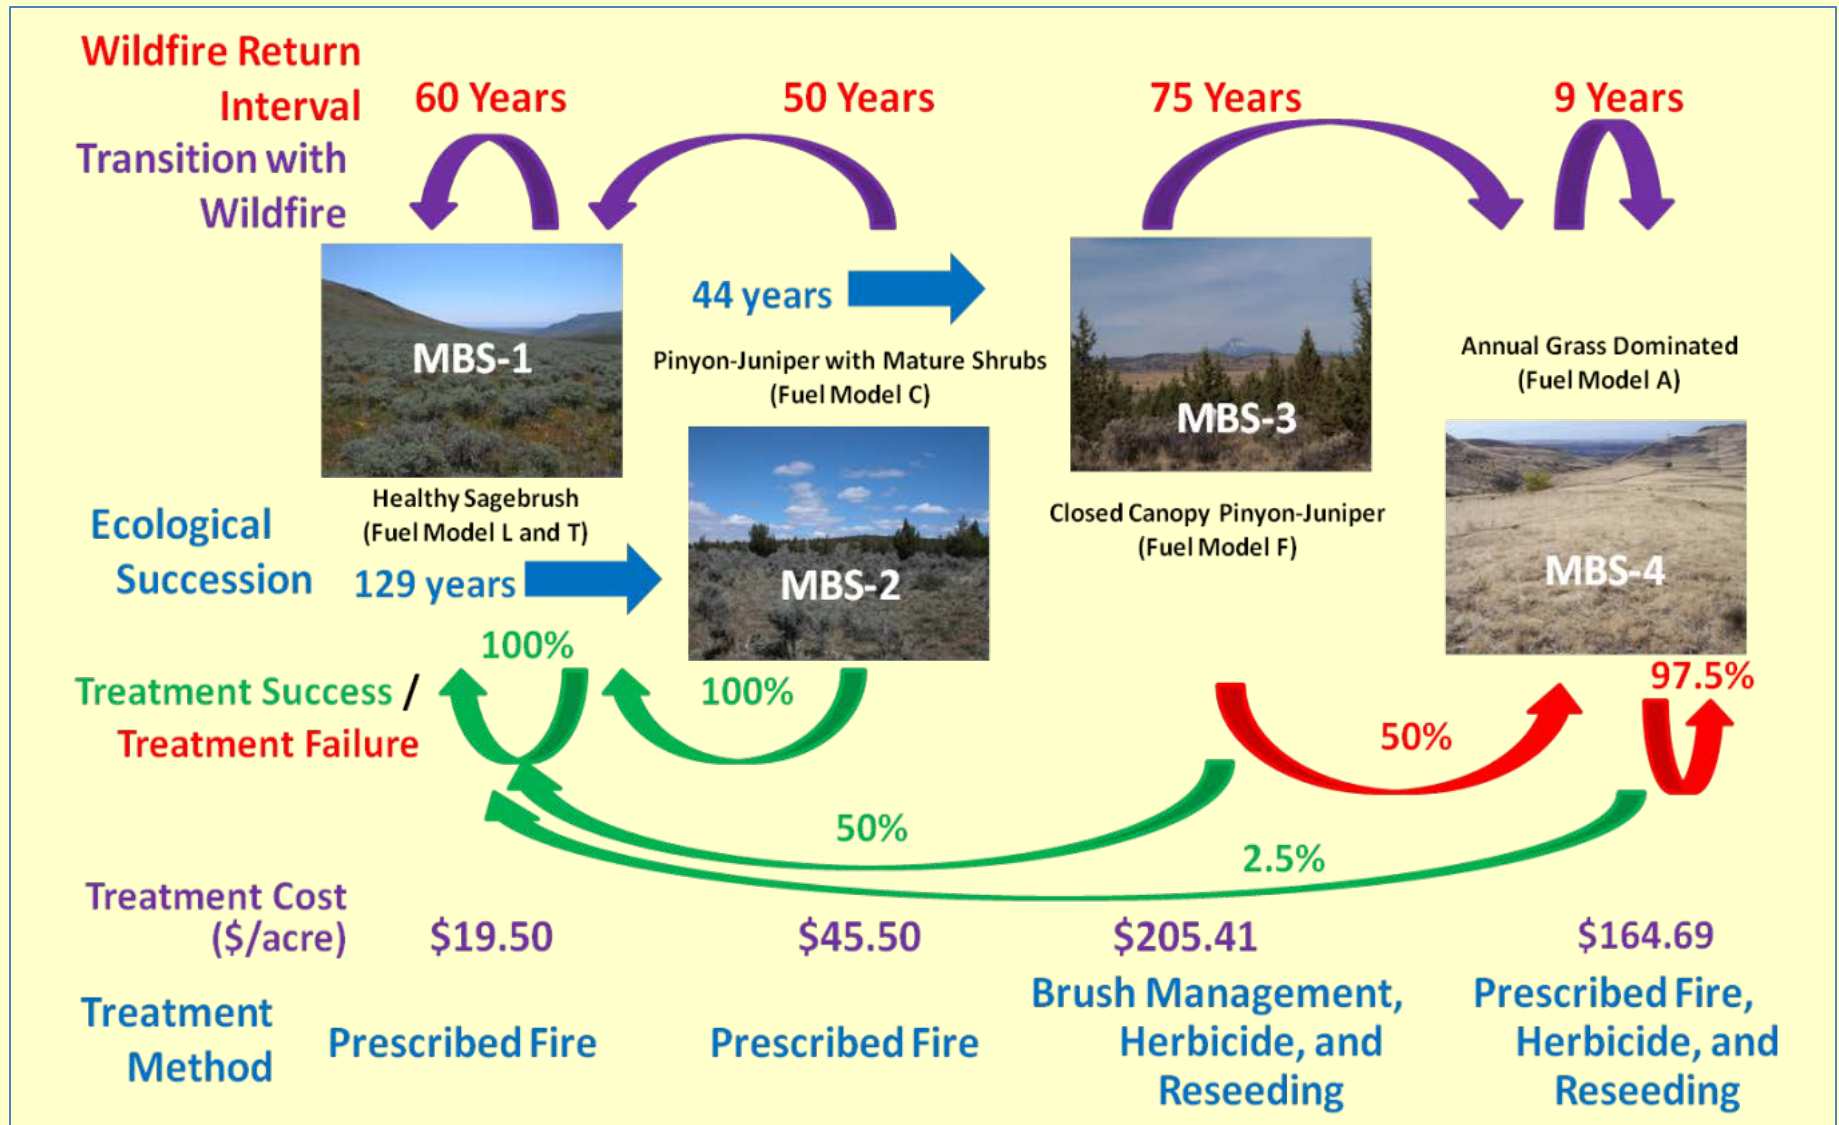 Wildfire Return
Interval
60 Years
50 Years
75 Years
9 Years
Transition with
Wildfire
MBS-1
44 years
Pinyon-Juniper with Mature Shrubs
(Fuel Model C)
MBS-3
Annual Grass Dominated
(Fuel Model A)
Healthy Sagebrush
(Fuel Model L and T)
Closed Canopy Pinyon-Juniper
(Fuel Model F)
Ecological
Succession
129 years
MBS-2
MBS-4
100%
Treatment Success /
Treatment Failure
100%
50%
97.5%
50%
2.5%
Treatment Cost
($/acre)
$19.50
$45.50
$205.41
$164.69
Treatment
Method
Prescribed Fire
Prescribed Fire
Brush Management,
Herbicide, and
Reseeding
Prescribed Fire,
Herbicide, and
Reseeding